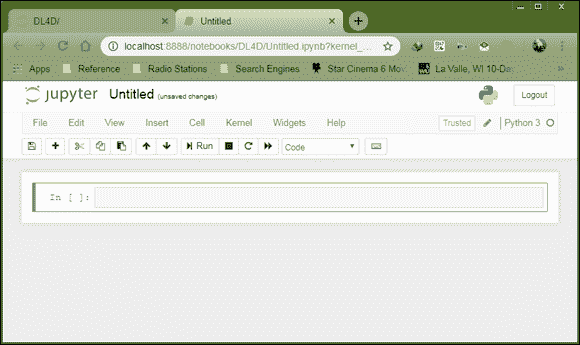 DL4D/
Untitled
localhost:8888/notebooks/DL4D/Untitled.ipynb?kernel_...
Apps Reference Radio Stations Search Engines Star Cinema 6 Mov La Valle, WI 10-Da »
jupyter Untitled (unsaved changes) Logout
File Edit View Insert Cell Kernel Widgets Help Trusted Python 3
Run Code
In [ ]: